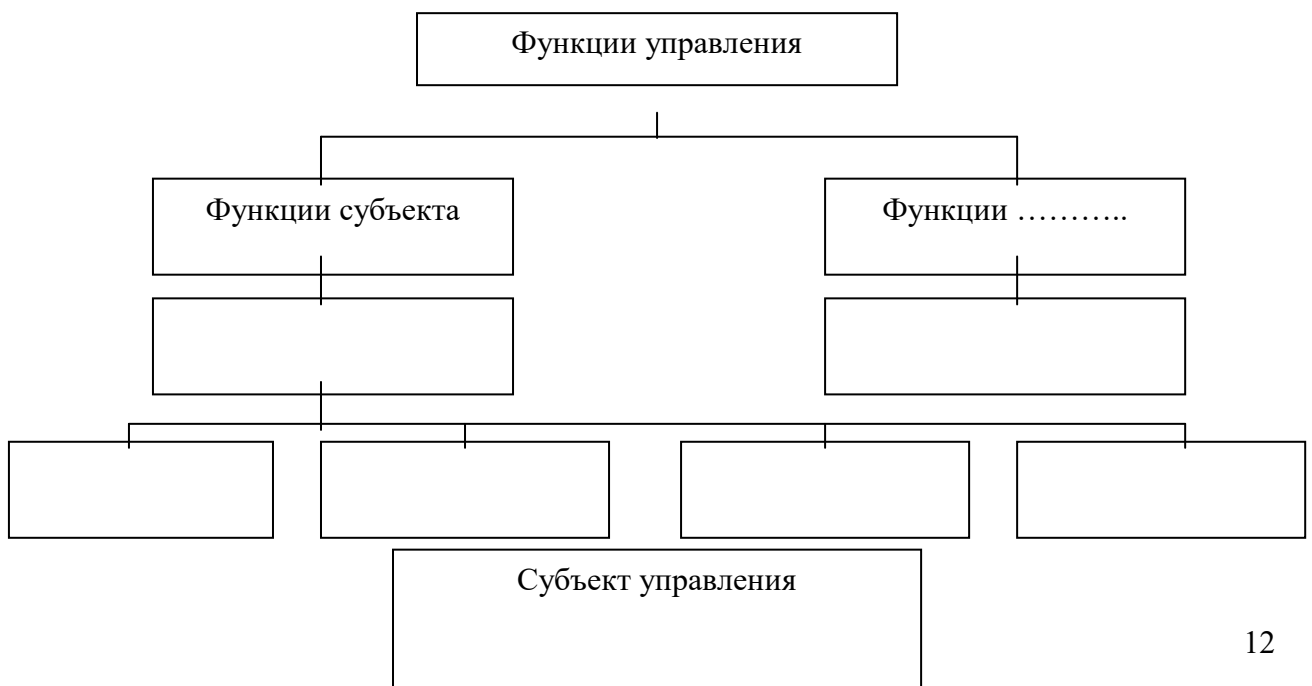 Функции управления
Функции субъекта
Функции ………..
Субъект управления
12